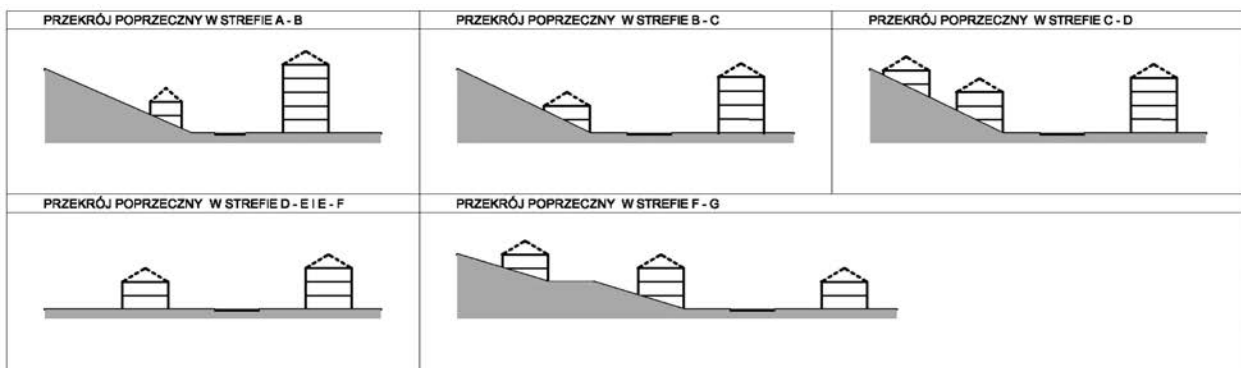 PRZEKRÓJ POPRZECZNY W STREFIE A - B
PRZEKRÓJ POPRZECZNY W STREFIE B - C
PRZEKRÓJ POPRZECZNY W STREFIE C - D
PRZEKRÓJ POPRZECZNY W STREFIE D - E I E - F
PRZEKRÓJ POPRZECZNY W STREFIE F - G